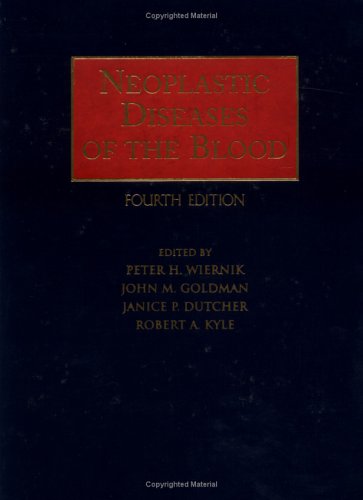 Copyrighted Material
NEOPLASTIC
DISEASES
OF THE BLOOD
FOURTH EDITION
EDITED BY
PETER H. WIERNIK
JOHN M. GOLDMAN
JANICE P. DUTCHER
ROBERT A. KYLE
Copyrighted Material